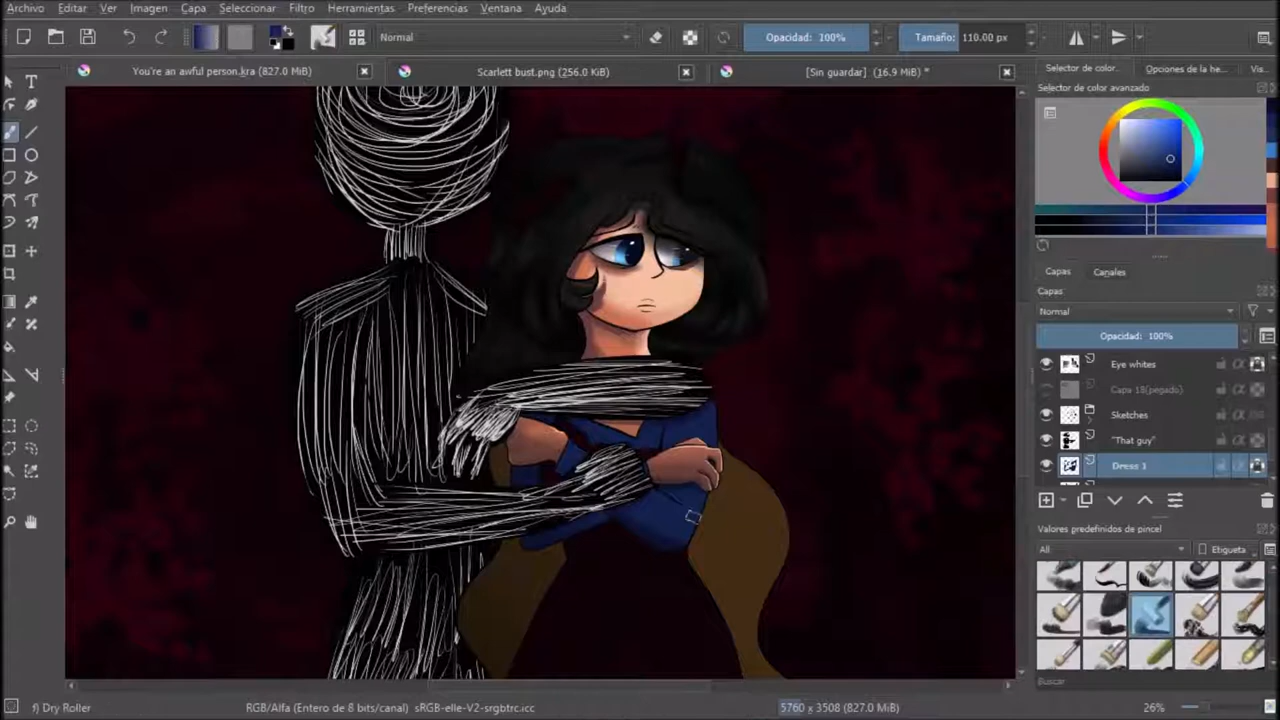 Archivo Editar Ver Imagen Capa Seleccionar Filtro Herramientas Preferencias Ventana Ayuda
Normal Opacidad: 100% Tamaño: 110.00 px
You're an awful person.kra (827.0 MiB) Scarlett bust.png (256.0 KiB) [Sin guardar] (16.9 MiB) * Selector de color... Opciones de la he... Vis...
Selector de color avanzado
Capas Canales
Capas
Normal
Opacidad: 100%
Eye whites
Capa 18(pegado)
Sketches
"That guy"
Dress 1
Valores predefinidos de pincel
All Etiqueta
Buscar
f) Dry Roller RGB/Alfa (Entero de 8 bits/canal) sRGB-elle-V2-srgbtrc.icc 5760 x 3508 (827.0 MiB) 26%